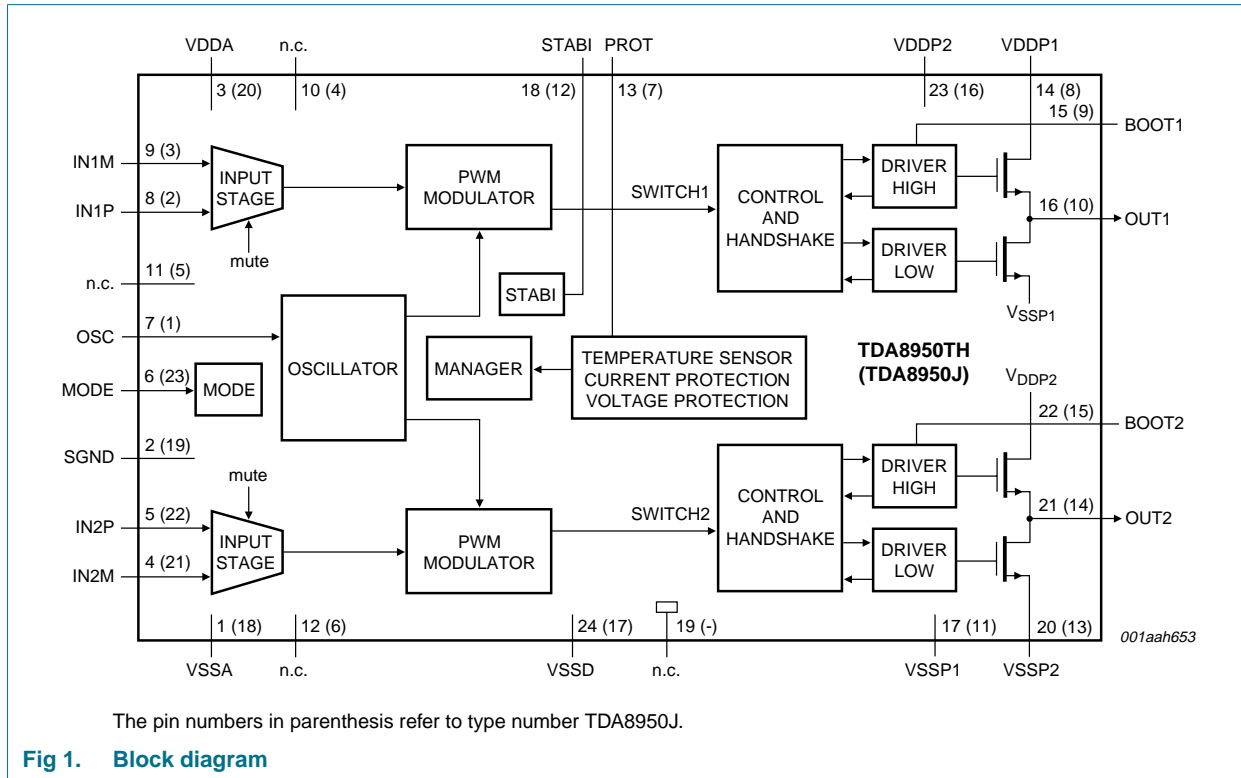 VDDA n.c. STABI PROT VDDP2 VDDP1
3 (20) 10 (4) 18 (12) 13 (7) 23 (16) 14 (8)
15 (9) BOOT1
IN1M 9 (3)
IN1P 8 (2)
INPUT
STAGE
mute
PWM
MODULATOR
SWITCH1
CONTROL
AND
HANDSHAKE
DRIVER
HIGH
DRIVER
LOW
16 (10) OUT1
VSSP1
n.c. 11 (5)
STABI
OSC 7 (1)
OSCILLATOR
MANAGER
TEMPERATURE SENSOR
CURRENT PROTECTION
VOLTAGE PROTECTION
TDA8950TH
(TDA8950J)
MODE 6 (23)
MODE
VDDP2
22 (15) BOOT2
SGND 2 (19)
mute
IN2P 5 (22)
IN2M 4 (21)
INPUT
STAGE
PWM
MODULATOR
SWITCH2
CONTROL
AND
HANDSHAKE
DRIVER
HIGH
DRIVER
LOW
21 (14) OUT2
1 (18) 12 (6) 24 (17) 19 (-) 17 (11) 20 (13)
VSSA n.c. VSSD n.c. VSSP1 VSSP2
001aah653
The pin numbers in parenthesis refer to type number TDA8950J.
Fig 1. Block diagram